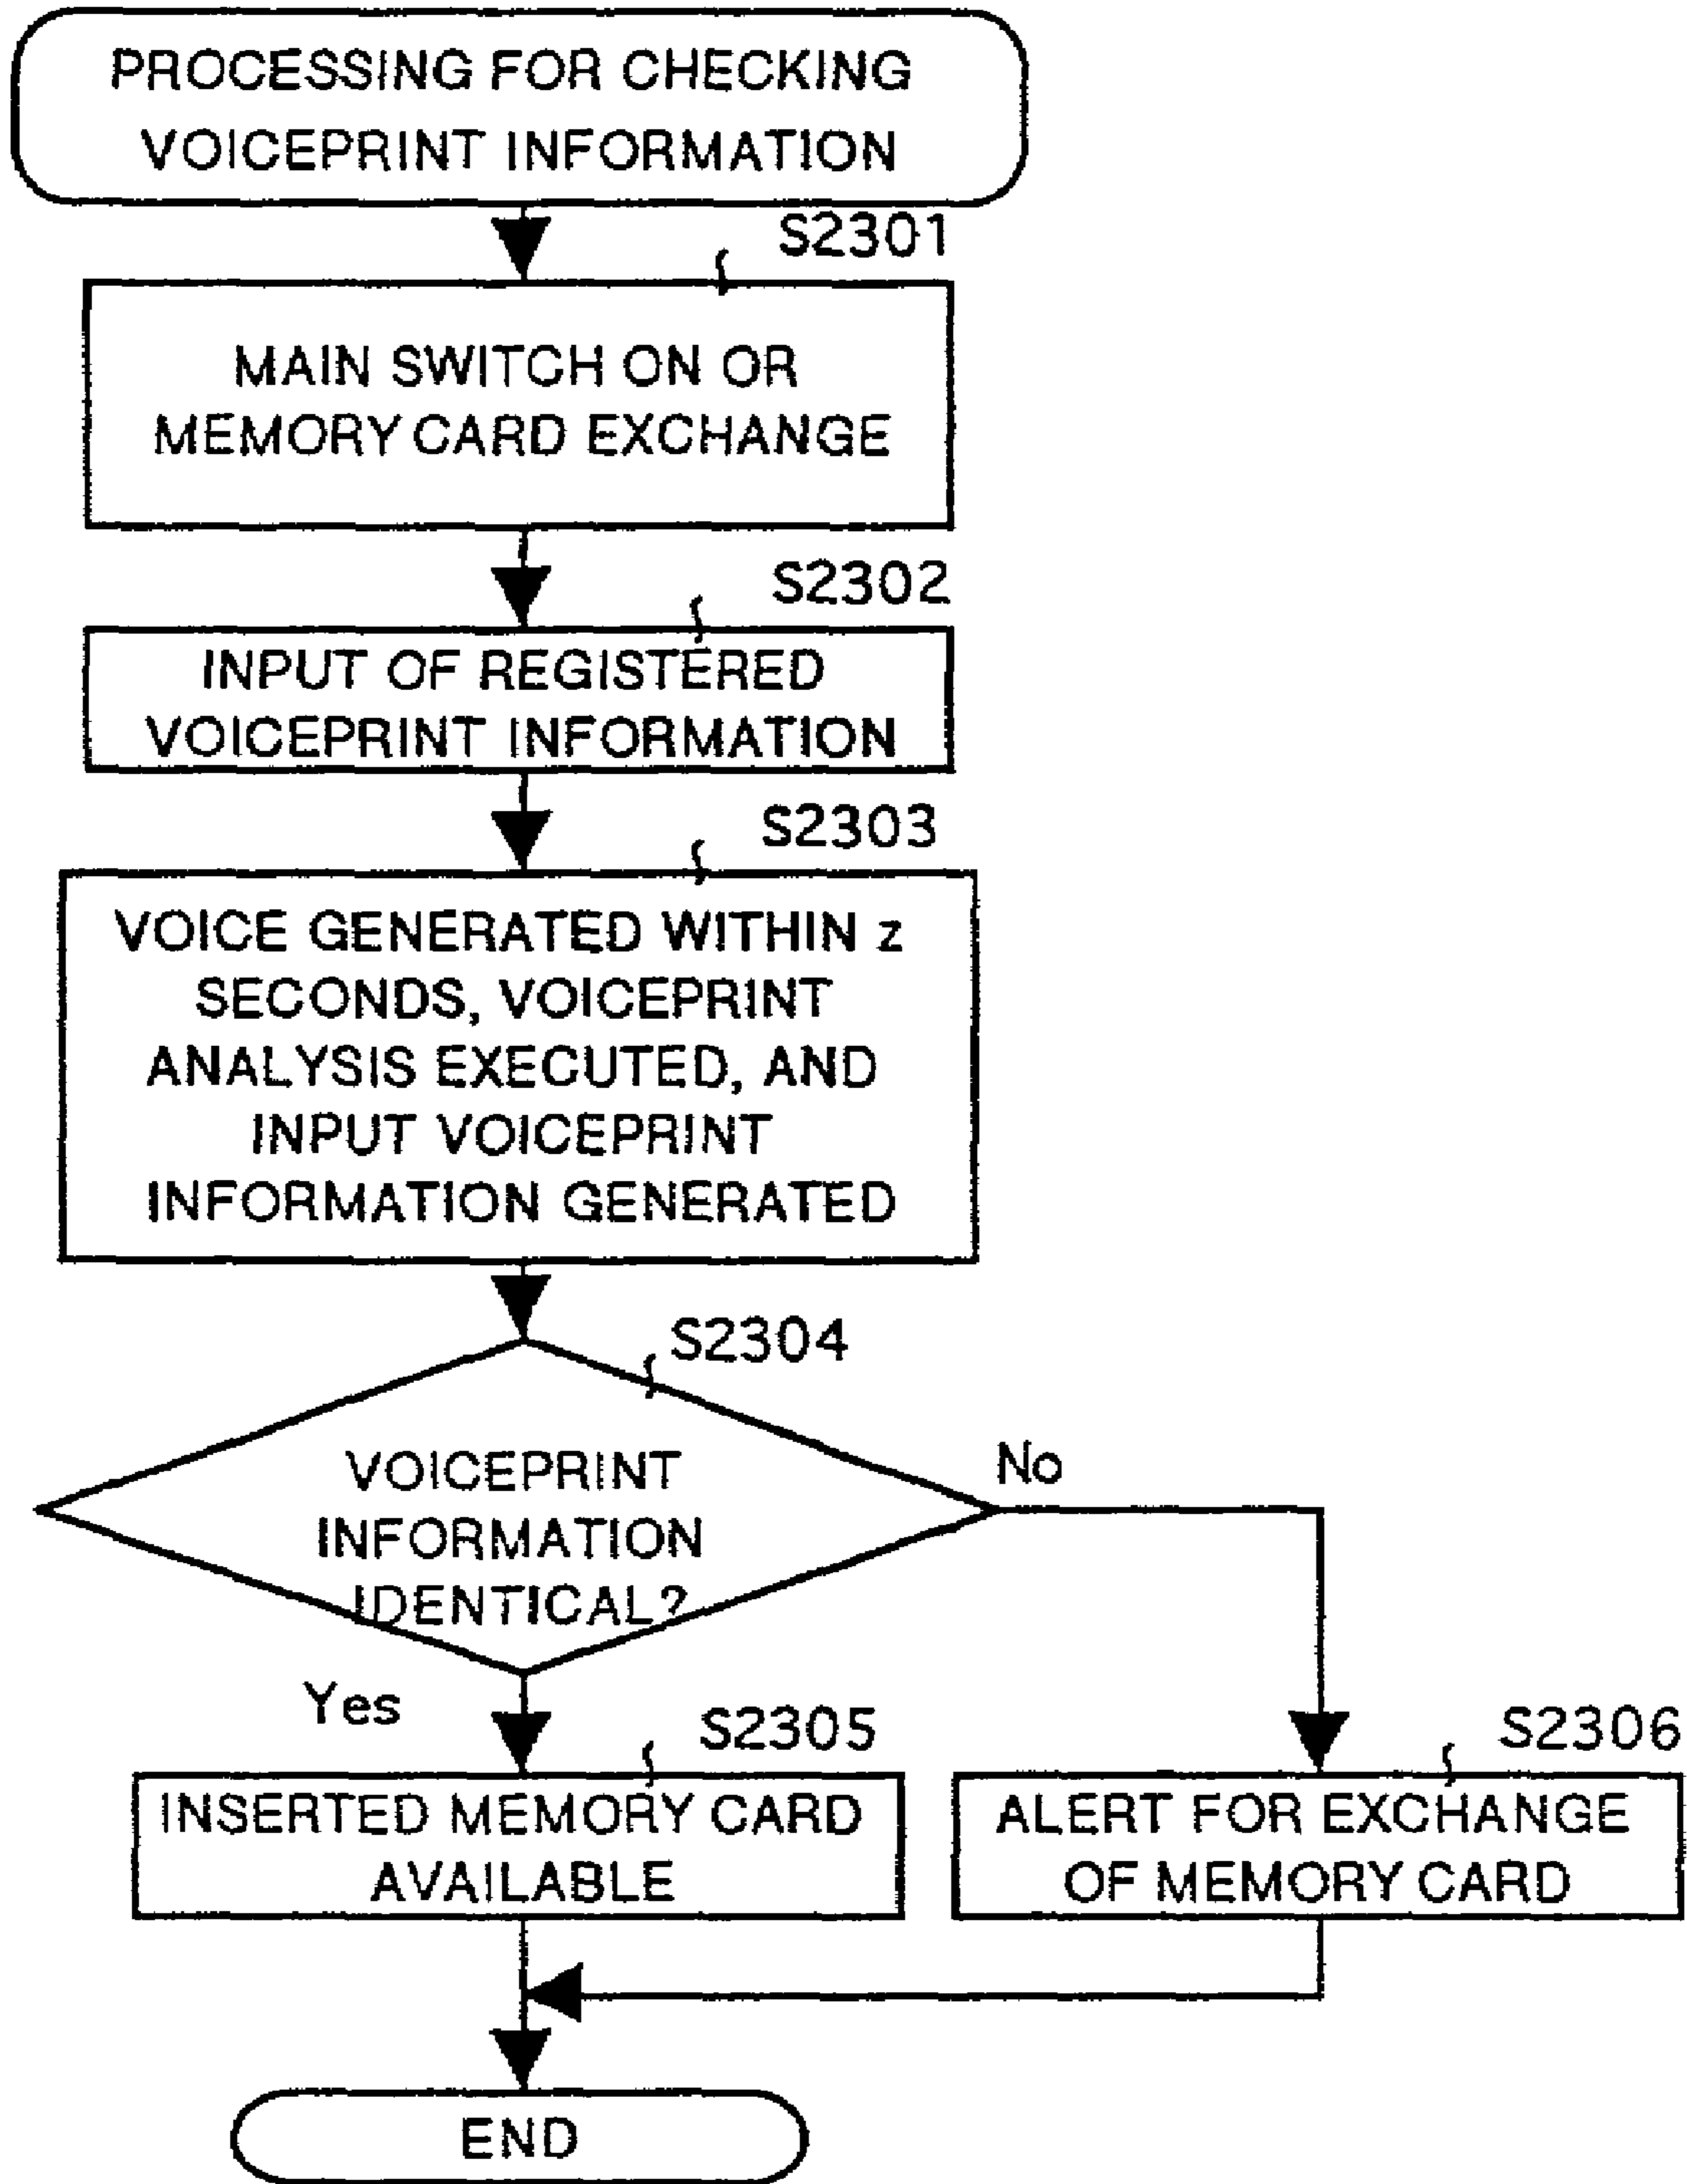 PROCESSING FOR CHECKING
VOICEPRINT INFORMATION
S2301
MAIN SWITCH ON OR
MEMORY CARD EXCHANGE
S2302
INPUT OF REGISTERED
VOICEPRINT INFORMATION
S2303
VOICE GENERATED WITHIN z
SECONDS, VOICEPRINT
ANALYSIS EXECUTED, AND
INPUT VOICEPRINT
INFORMATION GENERATED
S2304
VOICEPRINT
INFORMATION
IDENTICAL?
No
Yes
S2305
INSERTED MEMORY CARD
AVAILABLE
S2306
ALERT FOR EXCHANGE
OF MEMORY CARD
END